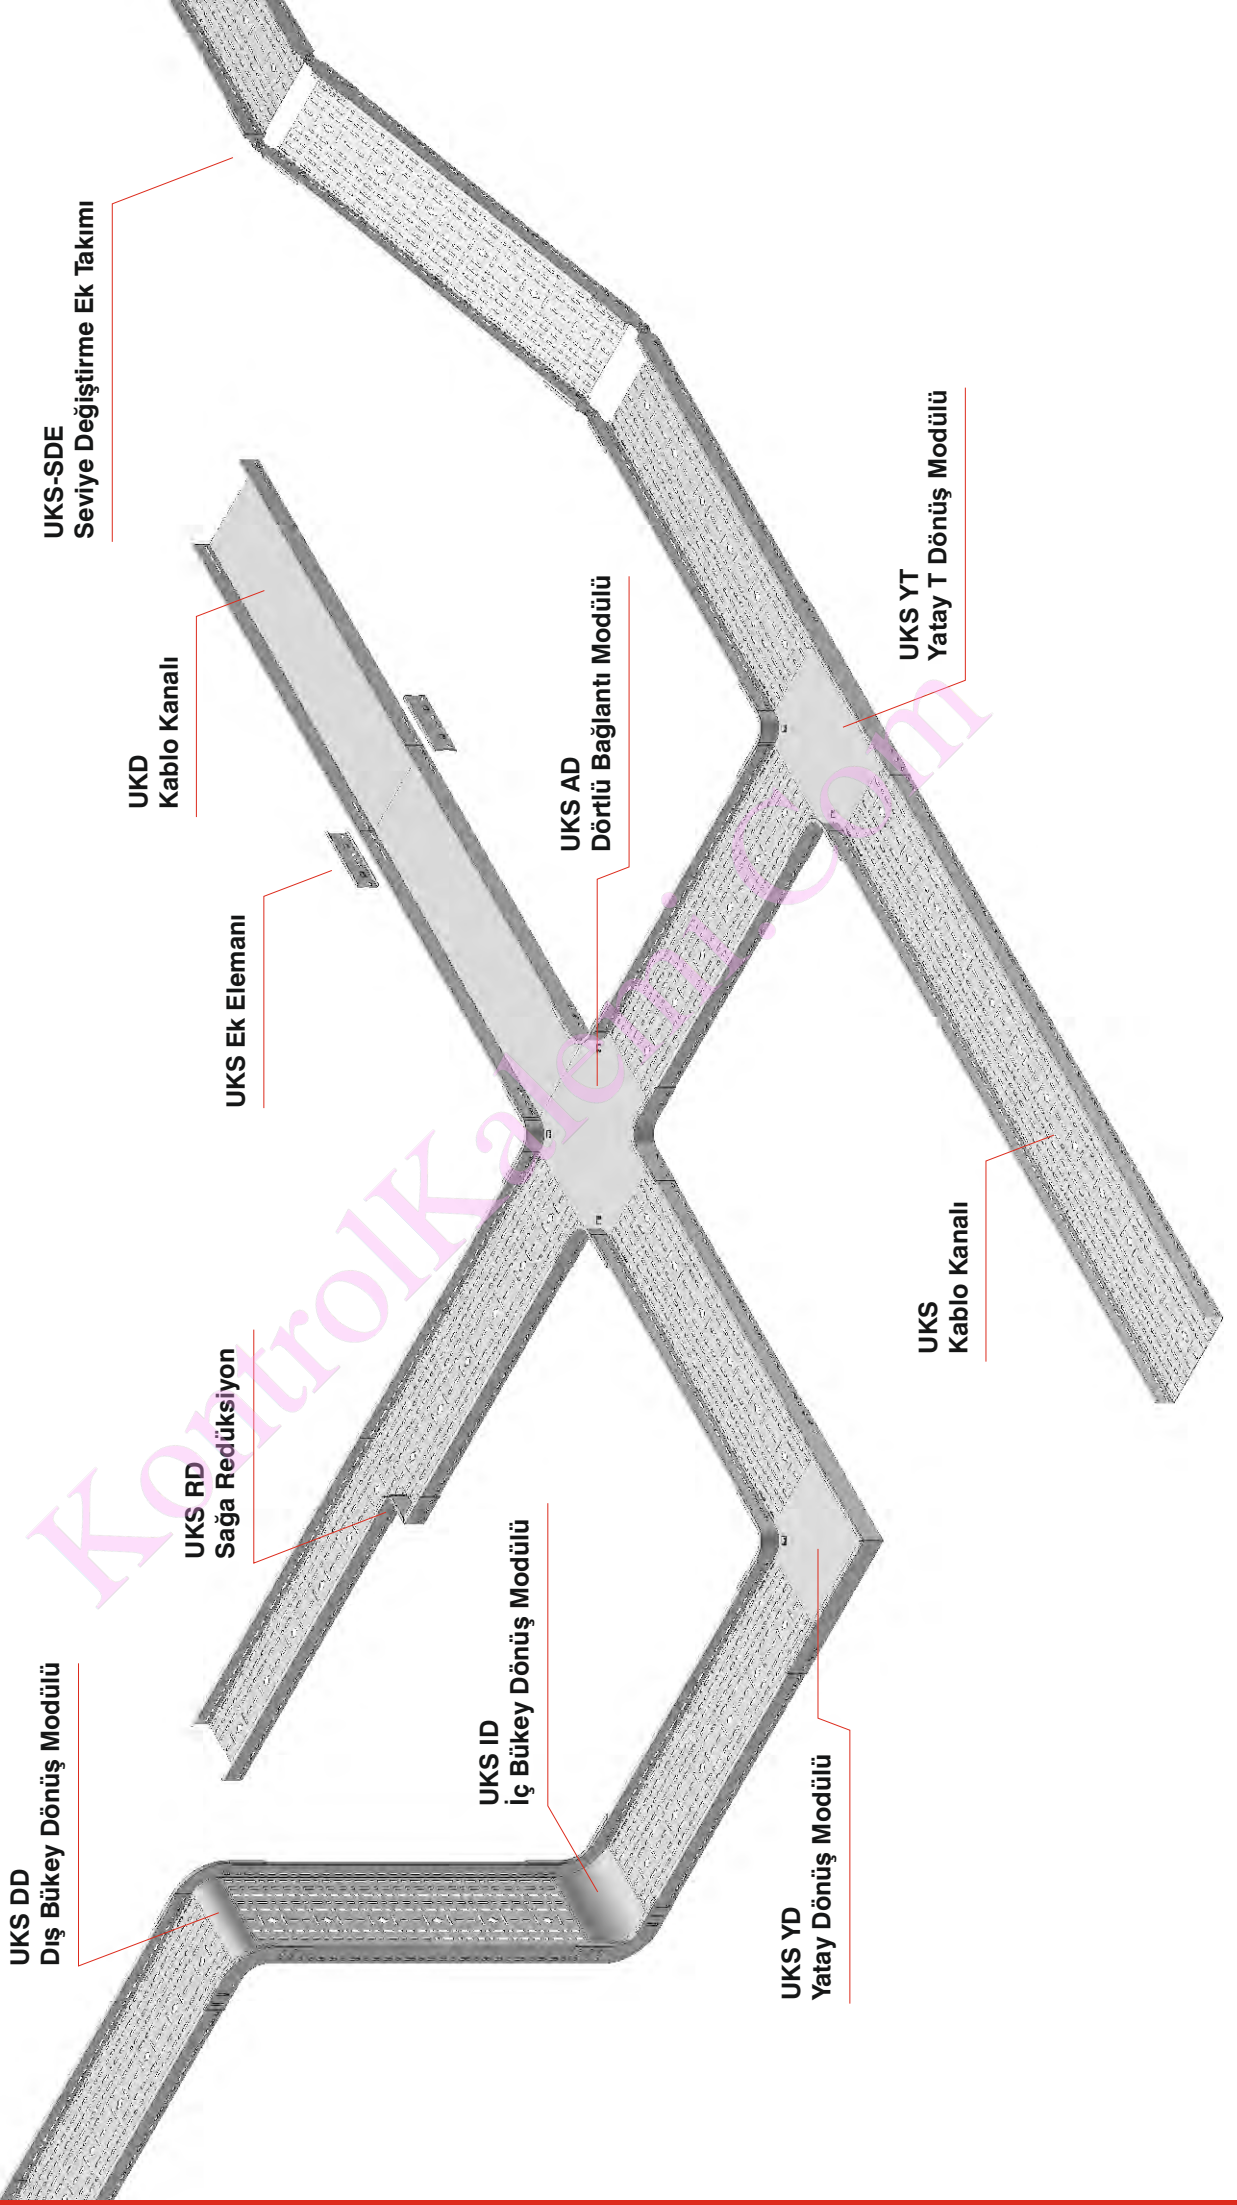 UKS DD
Dış Bükey Dönüş Modülü
UKS RD
Sağa Redüksiyon
UKS Ek Elemanı
UKD
Kablo Kanalı
UKS-SDE
Seviye Değiştirme Ek Takımı
UKS ID
İç Bükey Dönüş Modülü
UKS AD
Dörtlü Bağlantı Modülü
UKS YD
Yatay Dönüş Modülü
UKS
Kablo Kanalı
UKS YT
Yatay T Dönüş Modülü
KontrolKalemi.Com